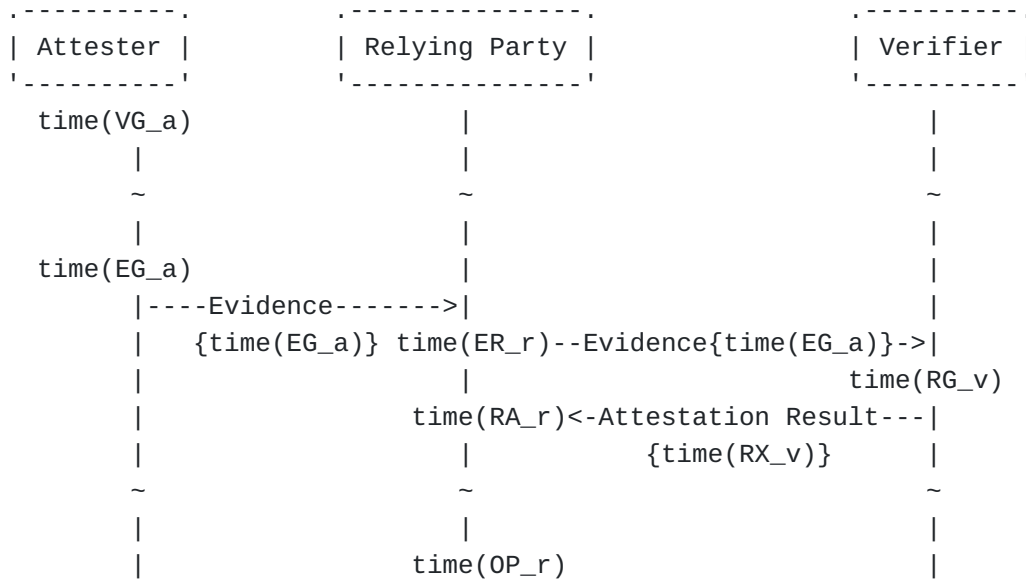 .----------.         .---------------.                .----------.
| Attester |         | Relying Party |                | Verifier
'----------'         '---------------'                '----------'
  time(VG_a)                 |                             |
       |                     |                             |
       ~                     ~                             ~
       |                     |                             |
  time(EG_a)                 |                             |
       |----Evidence------->|                             |
       |   {time(EG_a)} time(ER_r)--Evidence{time(EG_a)}->|
       |                     |                       time(RG_v)
       |                 time(RA_r)<-Attestation Result---|
       |                     |           {time(RX_v)}      |
       ~                     ~                             ~
       |                     |                             |
       |                 time(OP_r)                        |